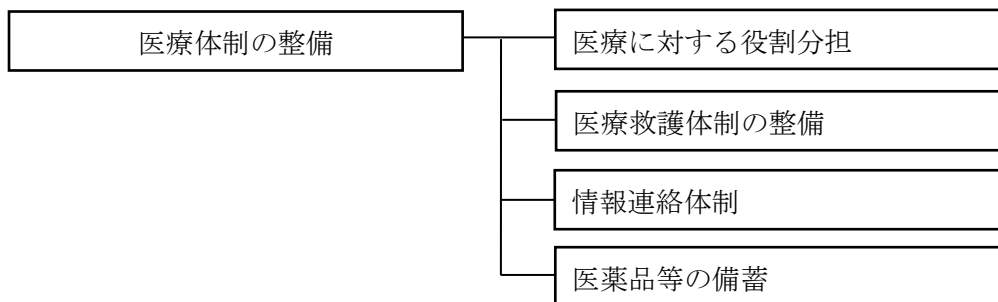 医療体制の整備
医療に対する役割分担
医療救護体制の整備
情報連絡体制
医薬品等の備蓄